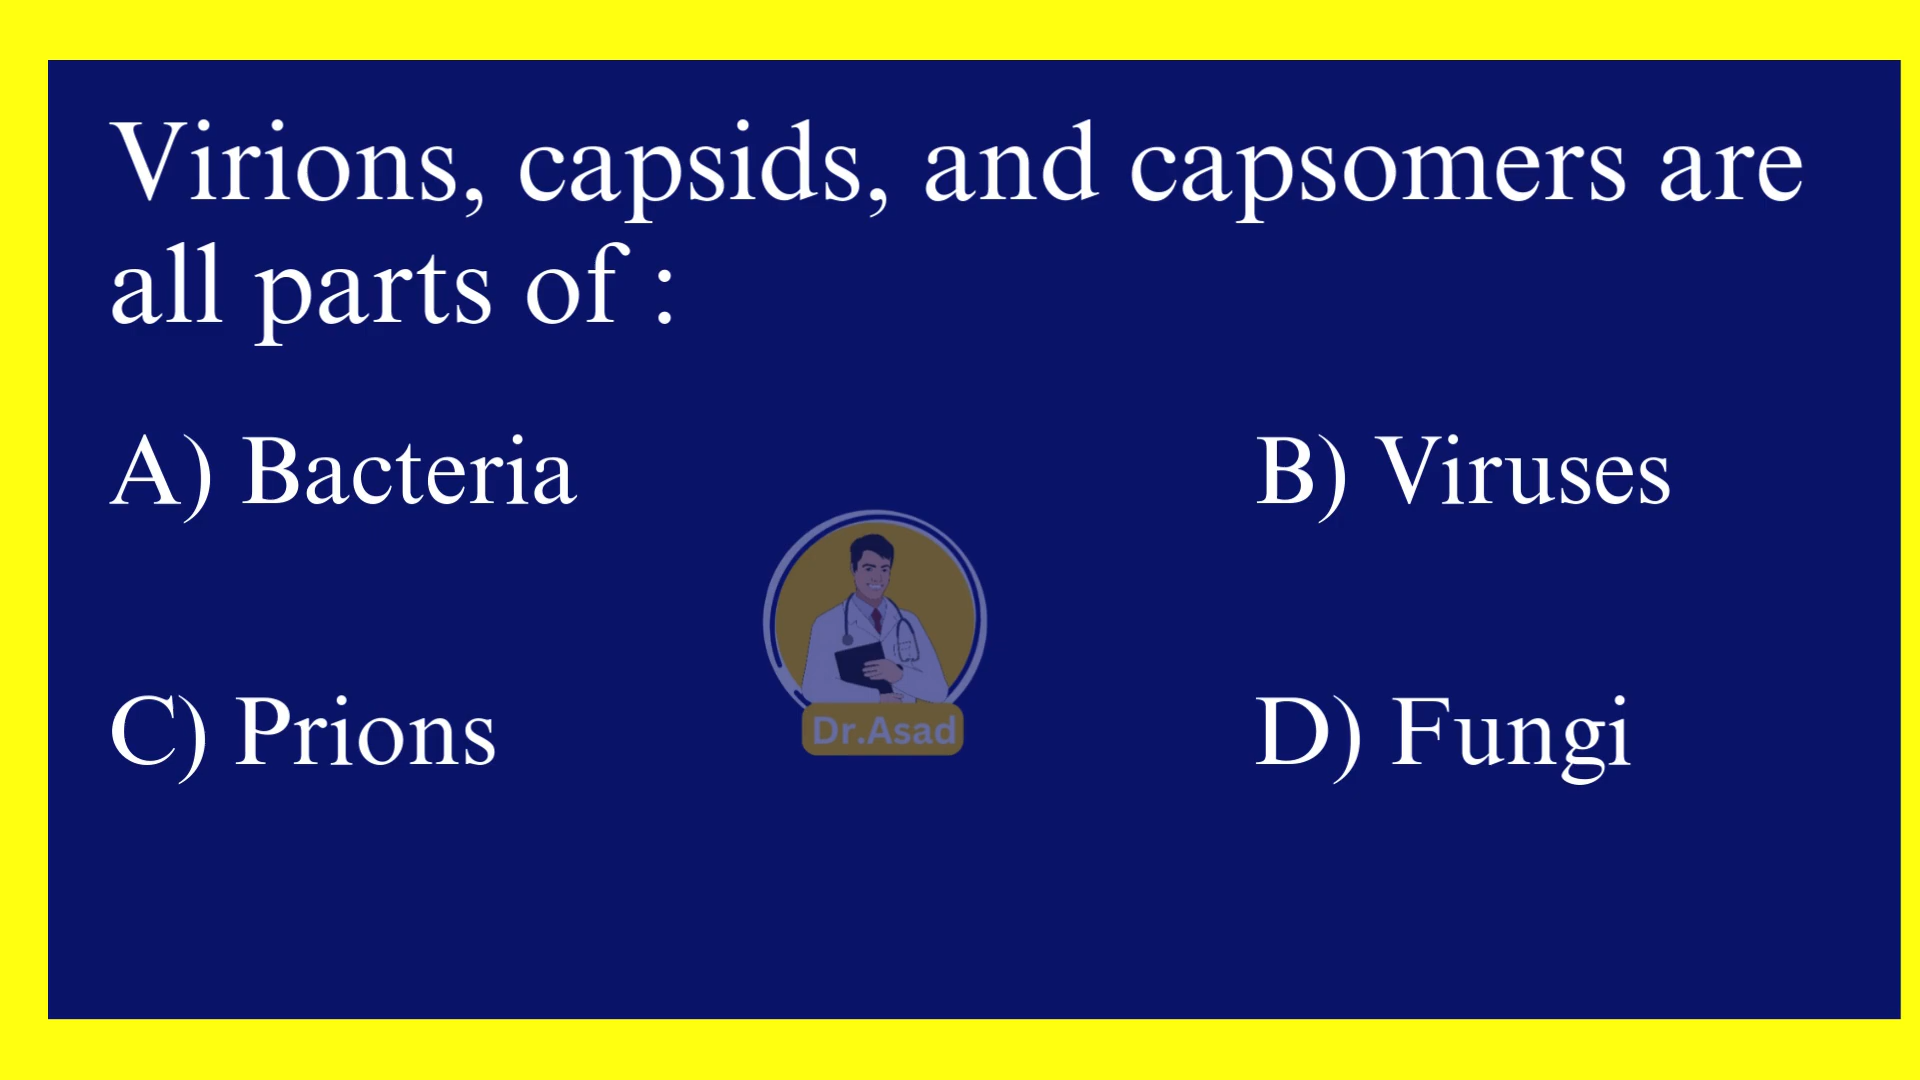 Virions, capsids, and capsomers are
all parts of :
A) Bacteria
B) Viruses
C) Prions
D) Fungi
Dr.Asad